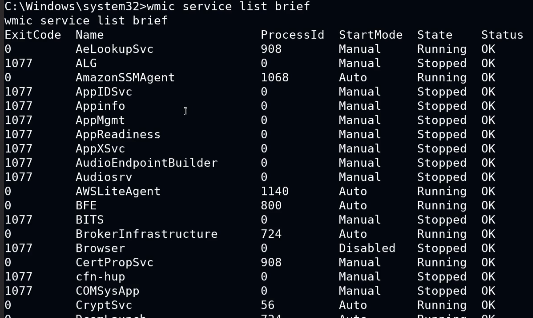 C:\Windows\system32>wmic service list brief
wmic service list brief
ExitCode  Name                   ProcessId  StartMode  State    Status
0         AeLookupSvc            908        Manual     Running  OK
1077      ALG                    0          Manual     Stopped  OK
0         AmazonSSMAgent         1068       Auto       Running  OK
1077      AppIDSvc               0          Manual     Stopped  OK
1077      Appinfo                0          Manual     Stopped  OK
1077      AppMgmt                0          Manual     Stopped  OK
1077      AppReadiness           0          Manual     Stopped  OK
1077      AppXSvc                0          Manual     Stopped  OK
1077      AudioEndpointBuilder   0          Manual     Stopped  OK
1077      Audiosrv               0          Manual     Stopped  OK
0         AWSLiteAgent           1140       Auto       Running  OK
0         BFE                    800        Auto       Running  OK
1077      BITS                   0          Manual     Stopped  OK
0         BrokerInfrastructure   724        Auto       Running  OK
1077      Browser                0          Disabled   Stopped  OK
0         CertPropSvc            908        Manual     Running  OK
1077      cfn-hup                0          Manual     Stopped  OK
1077      COMSysApp              0          Manual     Stopped  OK
0         CryptSvc               56         Auto       Running  OK